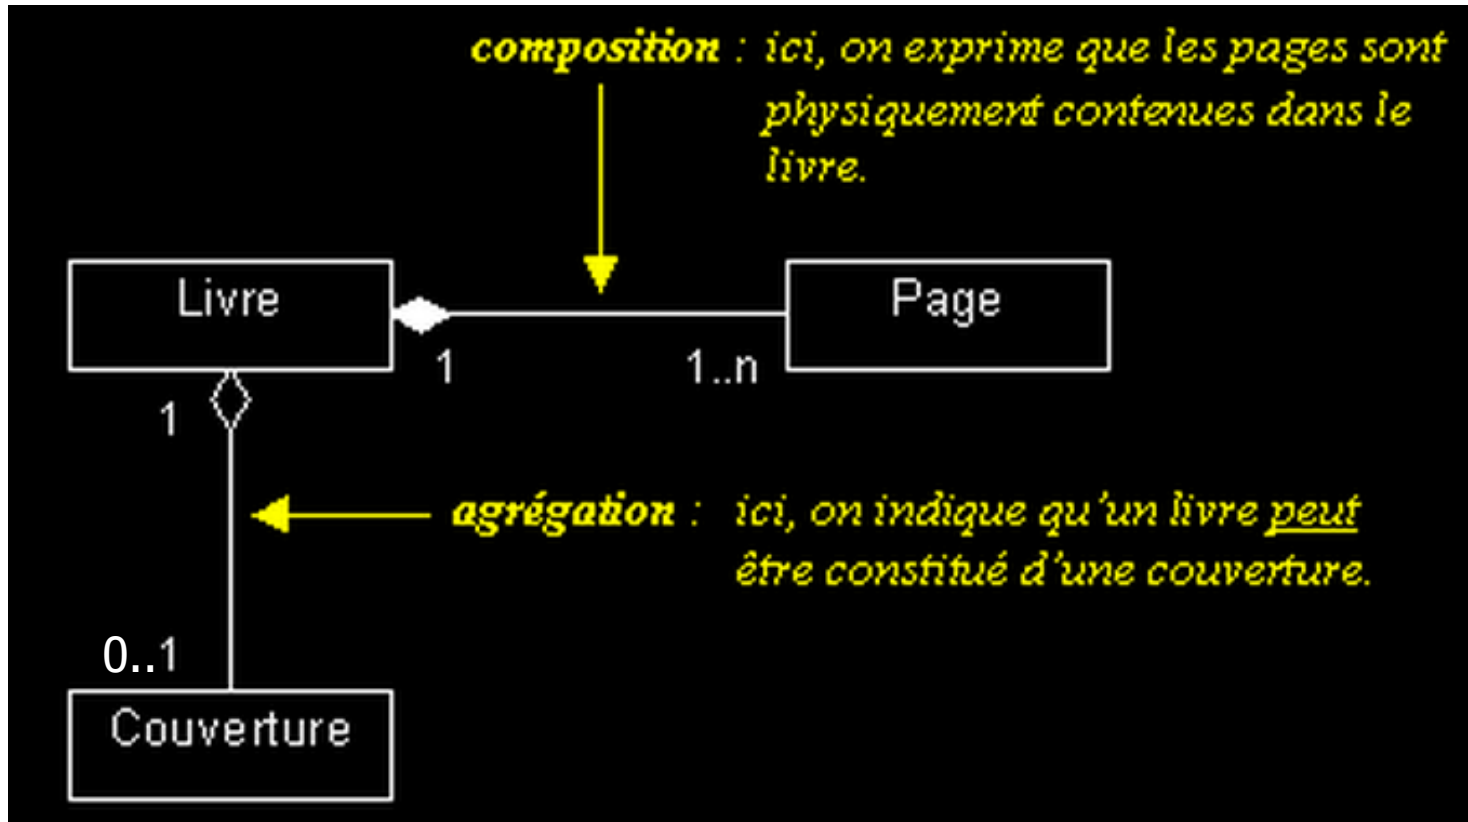 composition : ici, on exprime que les pages sont
physiquement contenues dans le
livre.
Livre
Page
1
1..n
1
agrégation : ici, on indique qu'un livre peut
être constitué d'une couverture.
0..1
Couverture